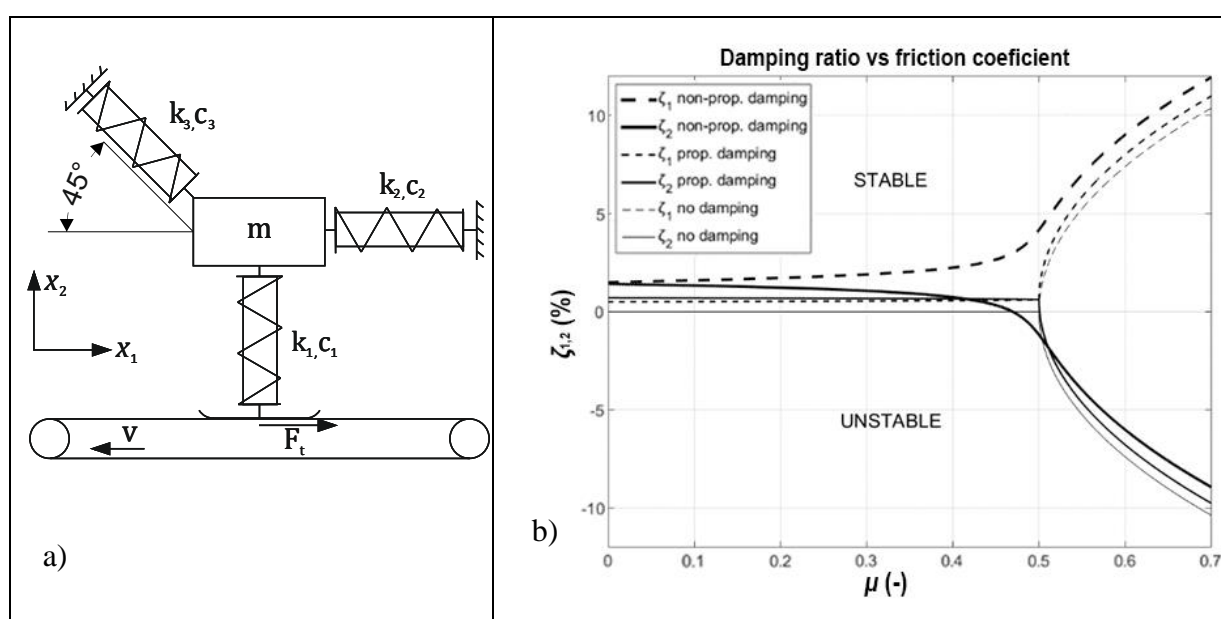 k₃,c₃
45°
k₂,c₂
m
x₂
k₁,c₁
x₁
v
Fₜ
a)
Damping ratio vs friction coeficient
ζ₁ non-prop. damping
ζ₂ non-prop. damping
ζ₁ prop. damping
ζ₂ prop. damping
ζ₁ no damping
ζ₂ no damping
STABLE
UNSTABLE
10
5
0
-5
-10
ζ₁,₂ (%)
0 0.1 0.2 0.3 0.4 0.5 0.6 0.7
μ (-)
b)